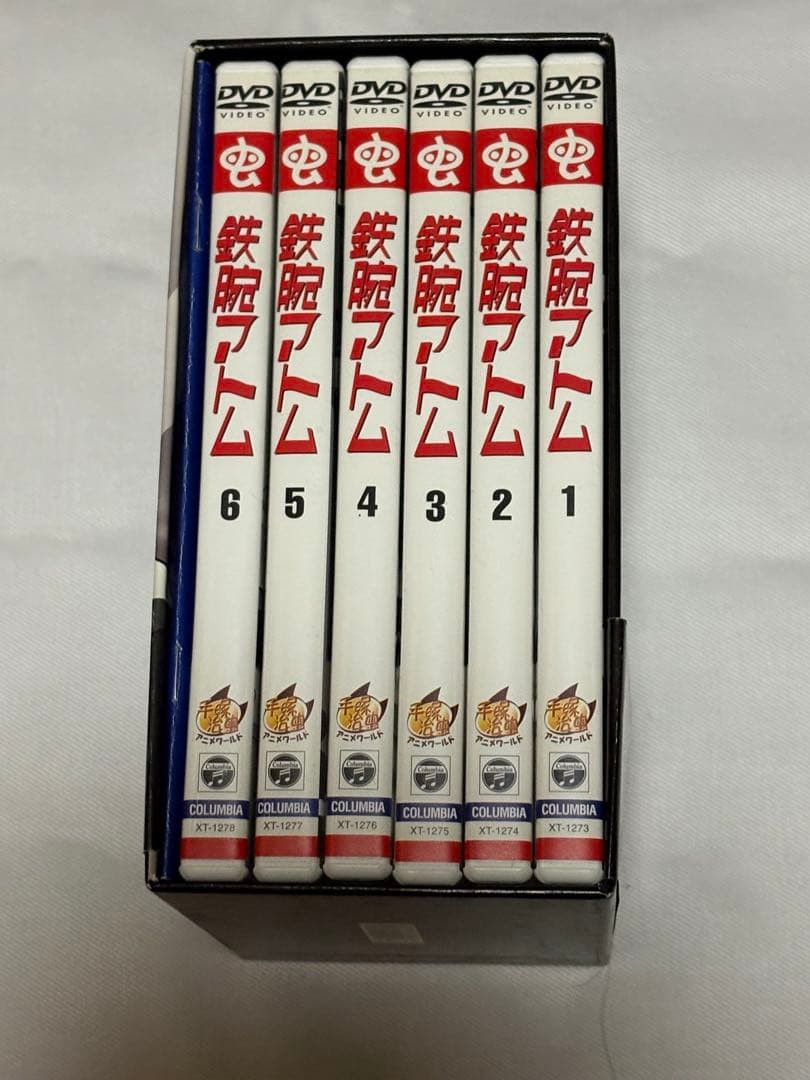 DVD
VIDEO
虫
鉄腕アトム
6
手塚治虫
アニメワールド
Columbia
COLUMBIA
XT-1278
DVD
VIDEO
虫
鉄腕アトム
5
手塚治虫
アニメワールド
Columbia
COLUMBIA
XT-1277
DVD
VIDEO
虫
鉄腕アトム
4
手塚治虫
アニメワールド
Columbia
COLUMBIA
XT-1276
DVD
VIDEO
虫
鉄腕アトム
3
手塚治虫
アニメワールド
Columbia
COLUMBIA
XT-1275
DVD
VIDEO
虫
鉄腕アトム
2
手塚治虫
アニメワールド
Columbia
COLUMBIA
XT-1274
DVD
VIDEO
虫
鉄腕アトム
1
手塚治虫
アニメワールド
Columbia
COLUMBIA
XT-1273